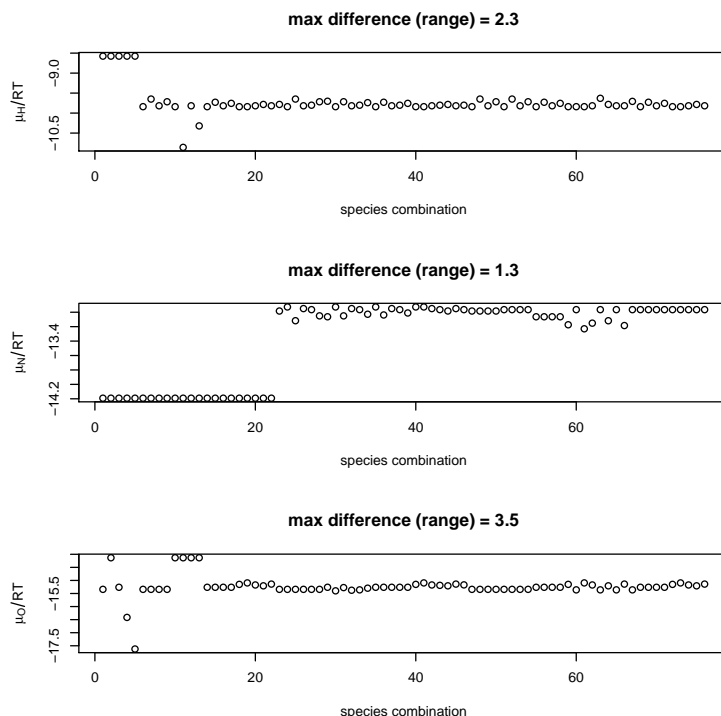 max difference (range) = 2.3
μH/RT
−9.0
−10.5
0
20
40
60
species combination
max difference (range) = 1.3
μN/RT
−13.4
−14.2
0
20
40
60
species combination
max difference (range) = 3.5
μO/RT
−15.5
−17.5
0
20
40
60
species combination